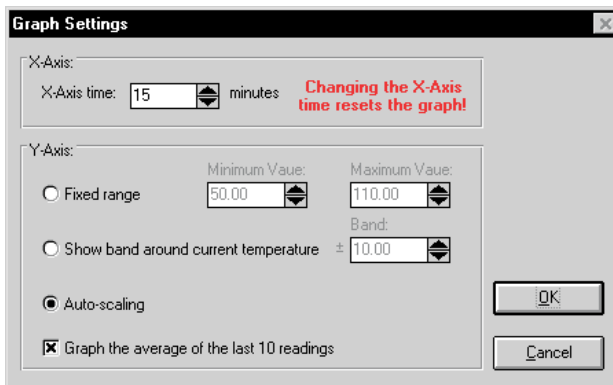 Graph Settings
X-Axis:
X-Axis time: 15 minutes
Changing the X-Axis
time resets the graph!
Y-Axis:
Minimum Vaue: Maximum Vaue:
Fixed range 50.00 110.00
Band:
Show band around current temperature ± 10.00
Auto-scaling
OK
Graph the average of the last 10 readings
Cancel